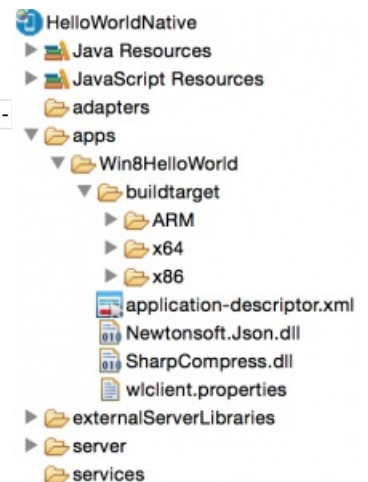 HelloWorldNative
Java Resources
JavaScript Resources
adapters
apps
Win8HelloWorld
buildtarget
ARM
x64
x86
application-descriptor.xml
Newtonsoft.Json.dll
SharpCompress.dll
wlclient.properties
externalServerLibraries
server
services